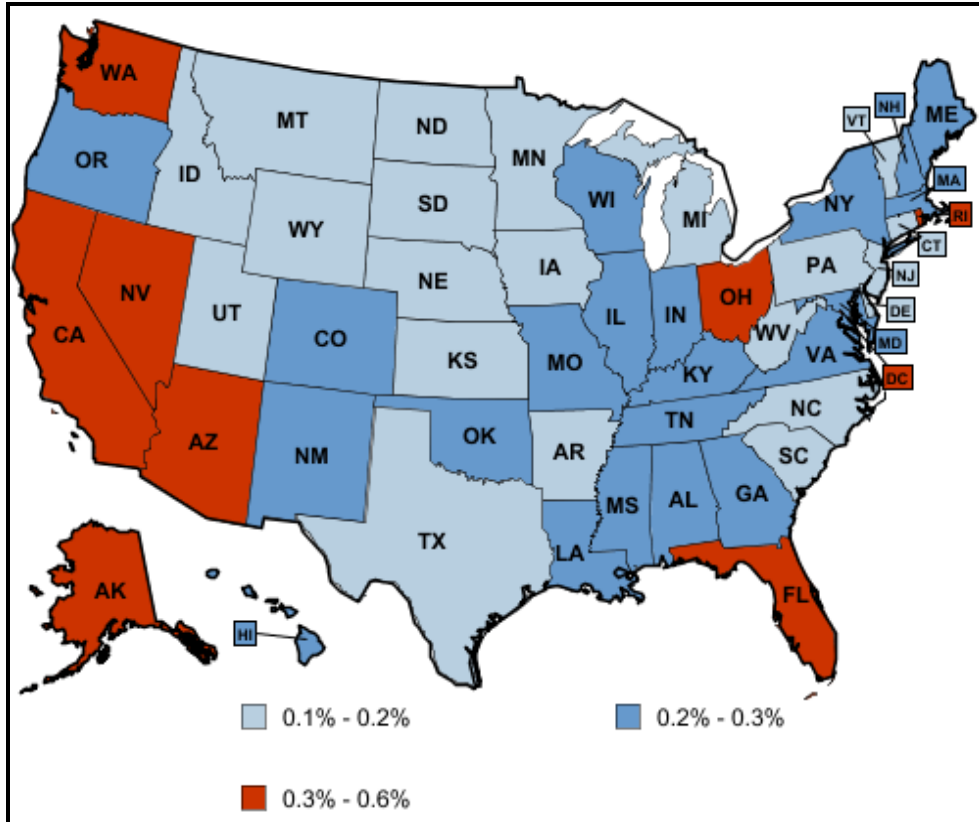 WA
MT
ND
MN
VT
NH
ME
OR
ID
SD
WI
MI
NY
MA
RI
WY
IA
PA
CT
NJ
NV
UT
NE
IL
IN
OH
WV
DE
CA
CO
KS
MO
KY
VA
MD
DC
AZ
NM
OK
AR
TN
NC
SC
TX
LA
MS
AL
GA
FL
AK
HI
0.1% - 0.2%
0.2% - 0.3%
0.3% - 0.6%